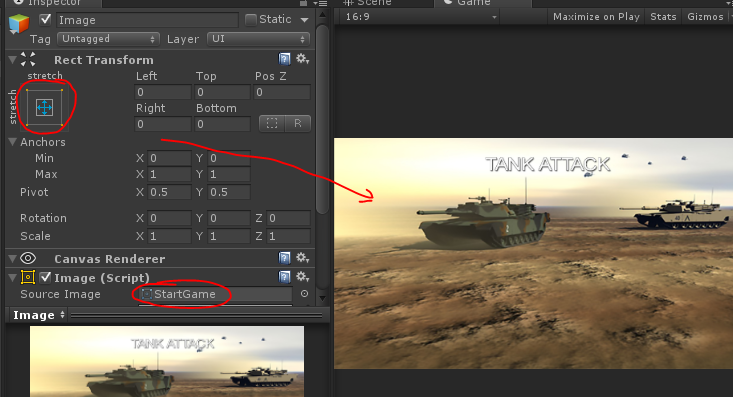 Inspector
Scene
Game
Image
Static
16:9
Maximize on Play
Stats
Gizmos
Tag
Untagged
Layer
UI
Rect Transform
stretch
stretch
Left
Top
Pos Z
0
0
0
Right
Bottom
0
0
R
Anchors
Min
X 0
Y 0
Max
X 1
Y 1
Pivot
X 0.5
Y 0.5
Rotation
X 0
Y 0
Z 0
Scale
X 1
Y 1
Z 1
Canvas Renderer
Image (Script)
Source Image
StartGame
Image
TANK ATTACK
TANK ATTACK